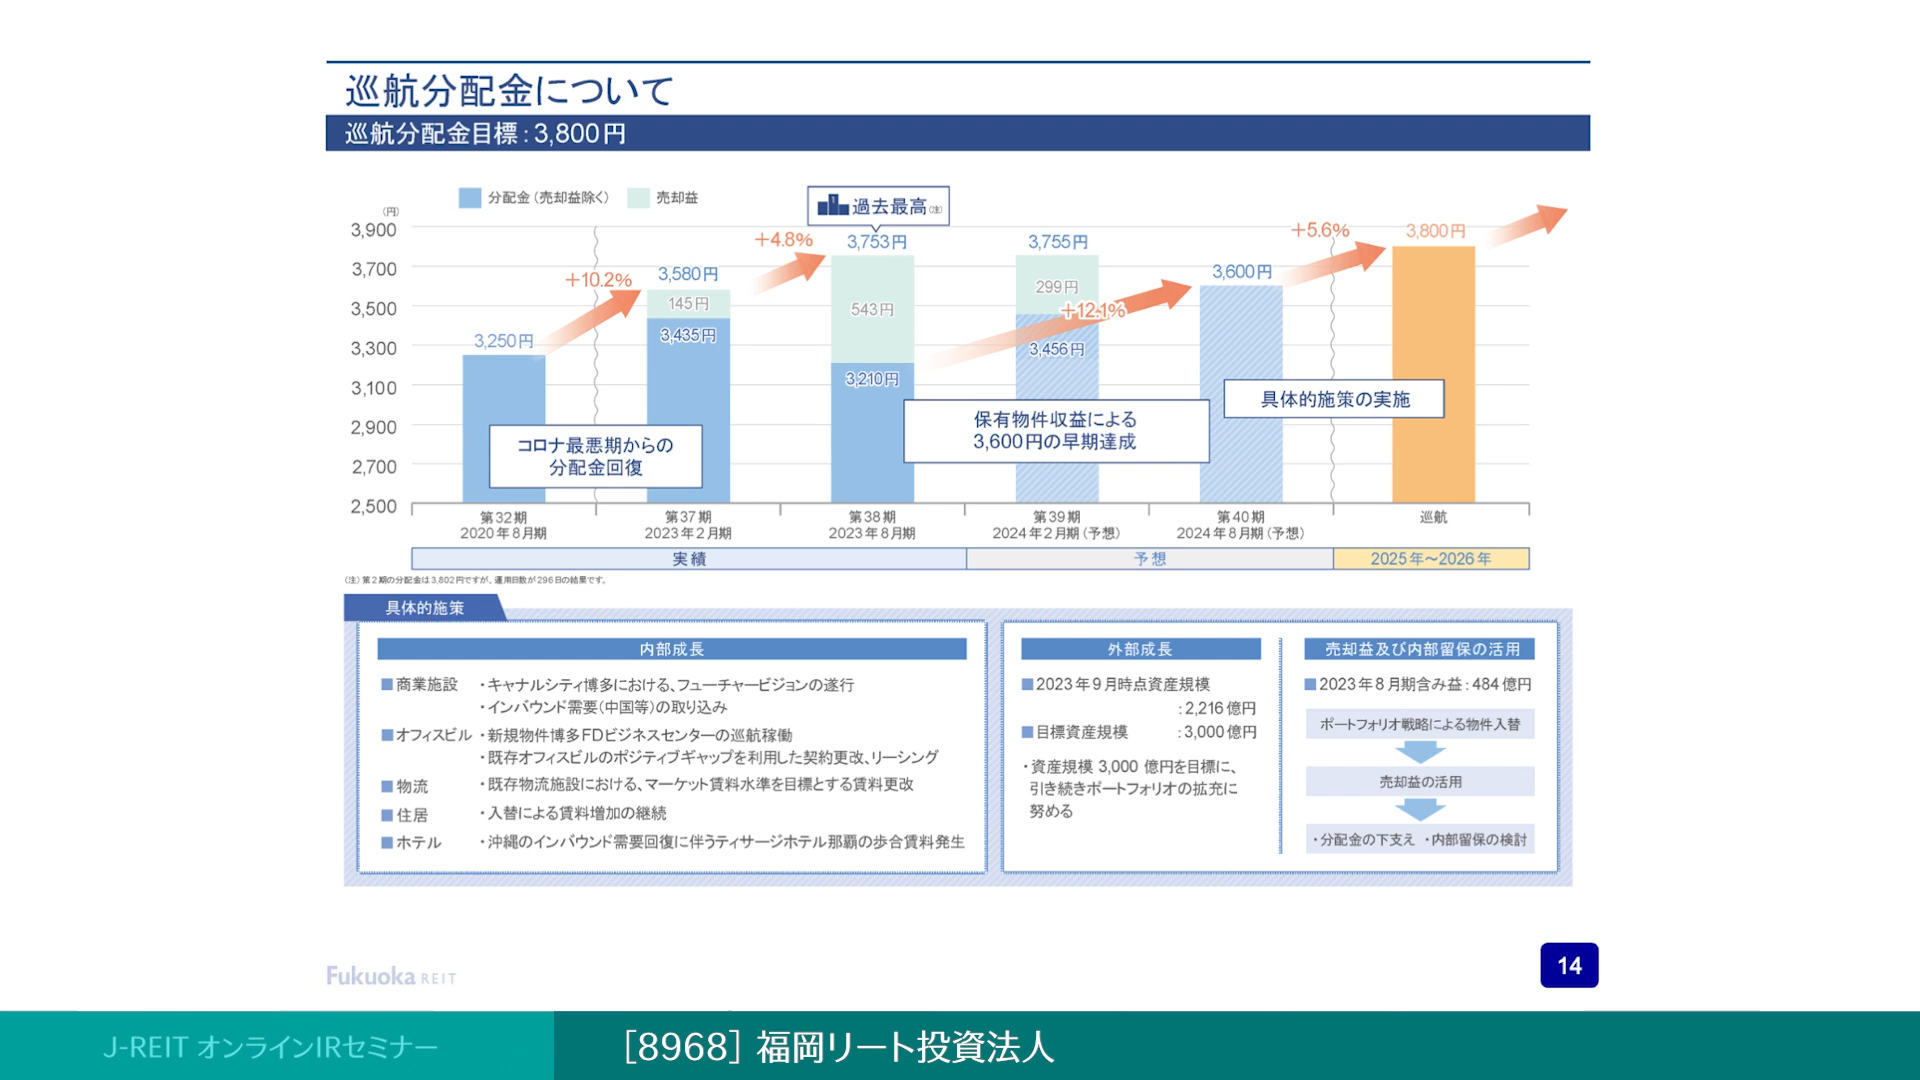 巡航分配金について
巡航分配金目標：3,800円
分配金（売却益除く）
売却益
過去最高（注）
（円）
3,900
3,700
3,500
3,300
3,100
2,900
2,700
2,500
3,250円
+10.2%
3,580円
145円
3,435円
+4.8%
3,753円
543円
3,210円
3,755円
299円
+12.1%
3,456円
3,600円
+5.6%
3,800円
コロナ最悪期からの
分配金回復
保有物件収益による
3,600円の早期達成
具体的施策の実施
第32期
2020年8月期
第37期
2023年2月期
第38期
2023年8月期
第39期
2024年2月期（予想）
第40期
2024年8月期（予想）
巡航
実績
予想
2025年～2026年
（注）第2期の分配金は3,802円ですが、運用日数が296日の結果です。
具体的施策
内部成長
■商業施設 ・キャナルシティ博多における、フューチャービジョンの遂行
・インバウンド需要（中国等）の取り込み
■オフィスビル ・新規物件博多FDビジネスセンターの巡航稼働
・既存オフィスビルのポジティブギャップを利用した契約更改、リーシング
■物流 ・既存物流施設における、マーケット賃料水準を目標とする賃料更改
■住居 ・入替による賃料増加の継続
■ホテル ・沖縄のインバウンド需要回復に伴うティサージホテル那覇の歩合賃料発生
外部成長
■2023年9月時点資産規模
：2,216億円
■目標資産規模 ：3,000億円
・資産規模 3,000 億円を目標に、
引き続きポートフォリオの拡充に
努める
売却益及び内部留保の活用
■2023年8月期含み益：484億円
ポートフォリオ戦略による物件入替
売却益の活用
・分配金の下支え ・内部留保の検討
Fukuoka REIT
14
J-REIT オンラインIRセミナー
［8968］福岡リート投資法人